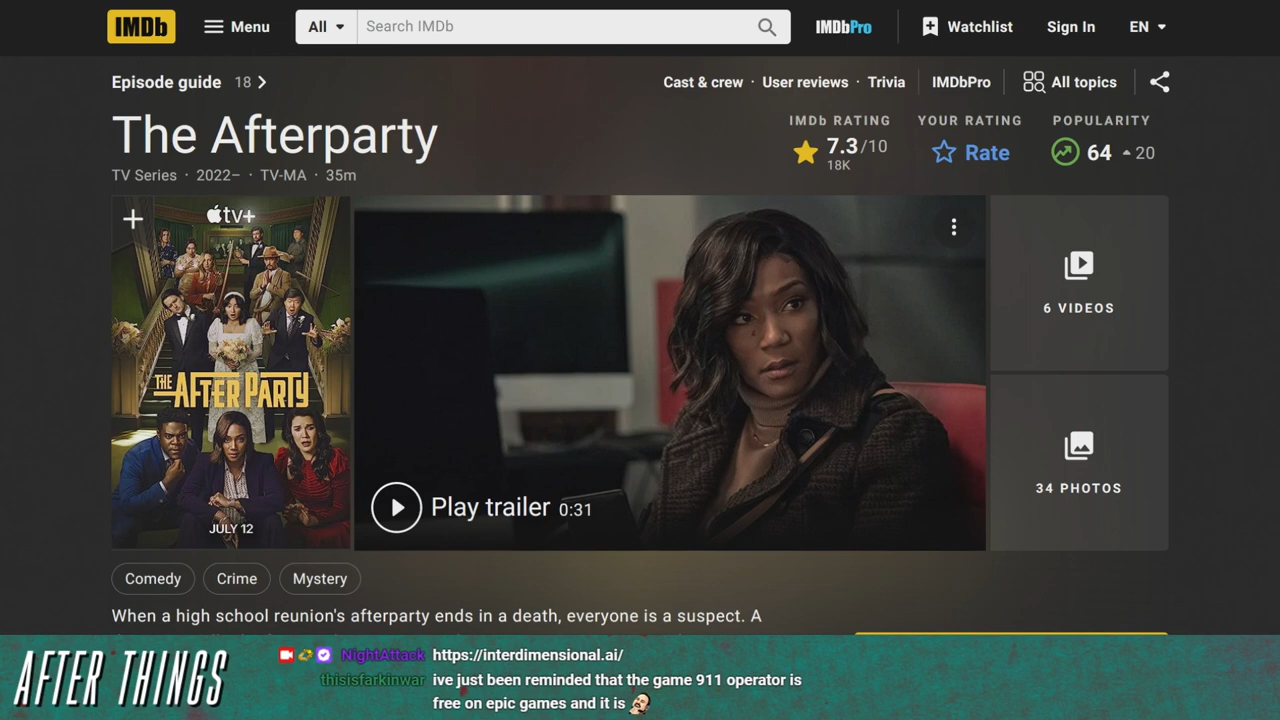 IMDb
Menu
All
Search IMDb
IMDbPro
Watchlist
Sign In
EN
Episode guide 18
Cast & crew · User reviews · Trivia
IMDbPro
All topics
The Afterparty
TV Series · 2022– · TV-MA · 35m
IMDb RATING
7.3/10
18K
YOUR RATING
Rate
POPULARITY
64
20
tv+
THE AFTER PARTY
JULY 12
Play trailer 0:31
6 VIDEOS
34 PHOTOS
Comedy
Crime
Mystery
When a high school reunion's afterparty ends in a death, everyone is a suspect. A
AFTER THINGS
NightAttack https://interdimensional.ai/
thisisfarkinwar ive just been reminded that the game 911 operator is
free on epic games and it is